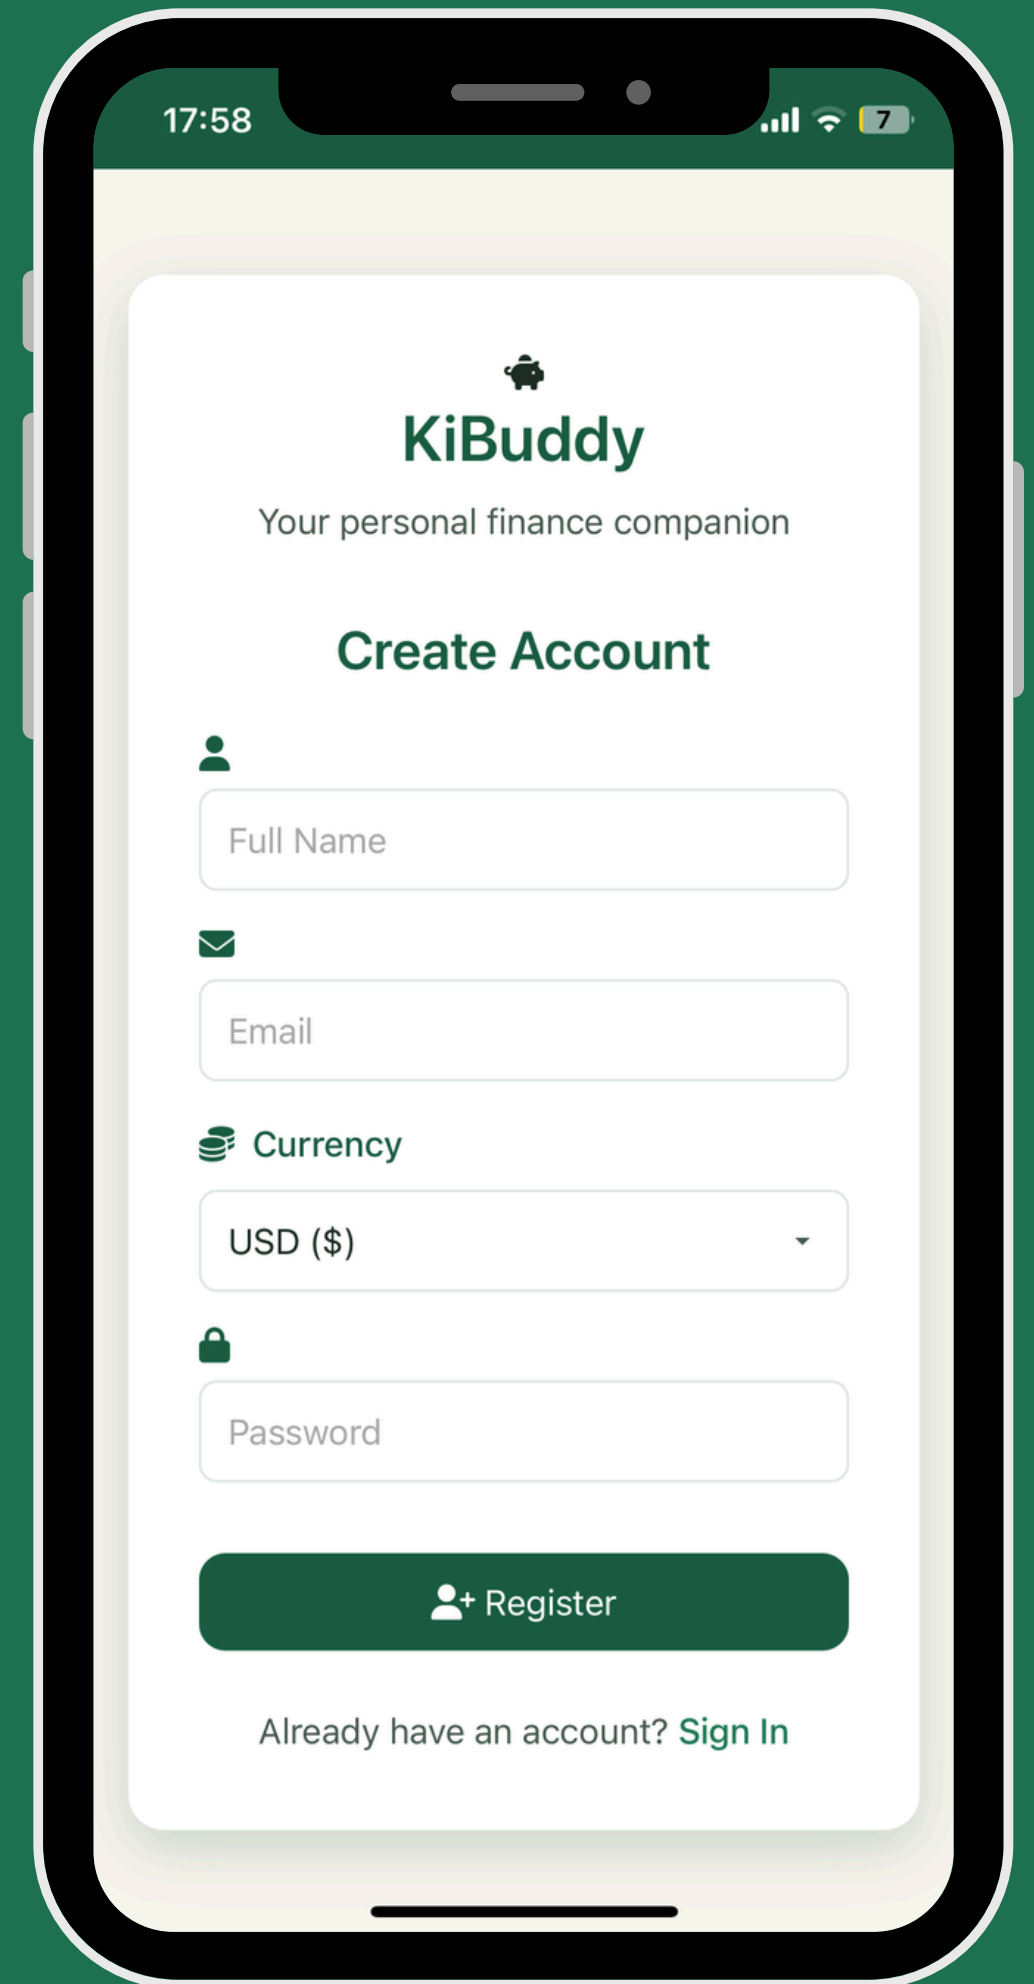 17:58
7
KiBuddy
Your personal finance companion
Create Account
Full Name
Email
Currency
USD ($)
Password
Register
Already have an account? Sign In